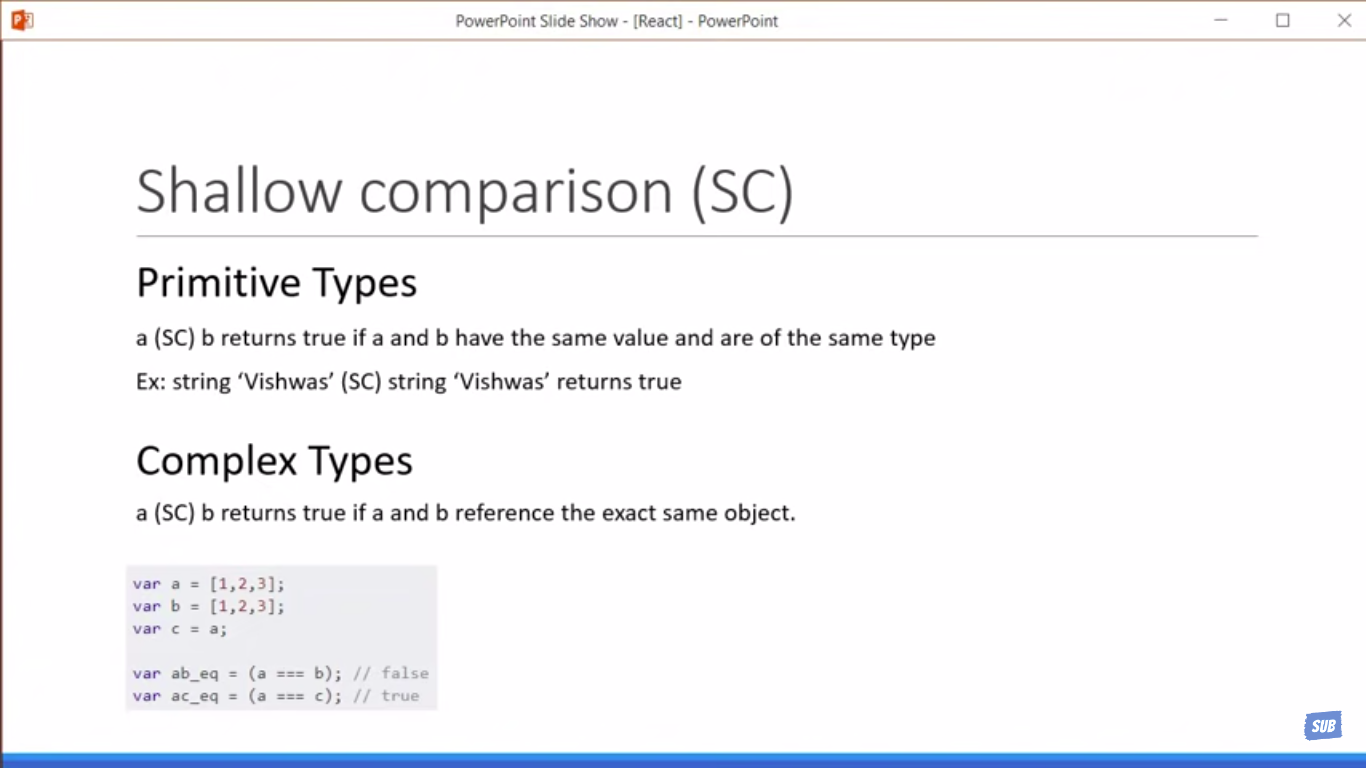 PowerPoint Slide Show - [React] - PowerPoint
Shallow comparison (SC)
Primitive Types
a (SC) b returns true if a and b have the same value and are of the same type
Ex: string ‘Vishwas’ (SC) string ‘Vishwas’ returns true
Complex Types
a (SC) b returns true if a and b reference the exact same object.
var a = [1,2,3];
var b = [1,2,3];
var c = a;
var ab_eq = (a === b); // false
var ac_eq = (a === c); // true
SUB